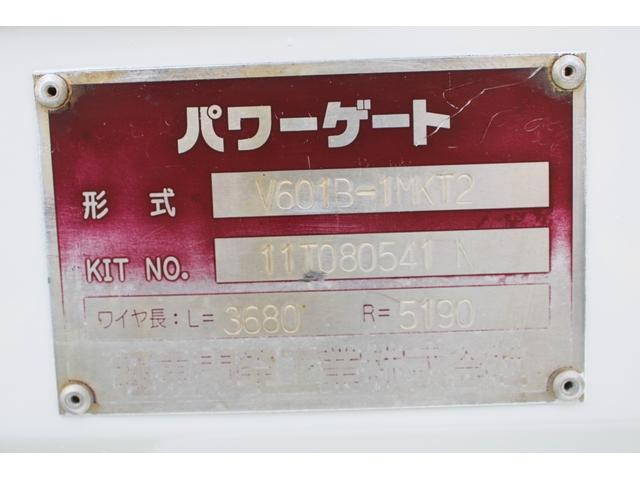 パワーゲート
形式 V601B-1MKT2
KIT NO. 11T080541 N
ワイヤ長:L= 3680 R= 5190